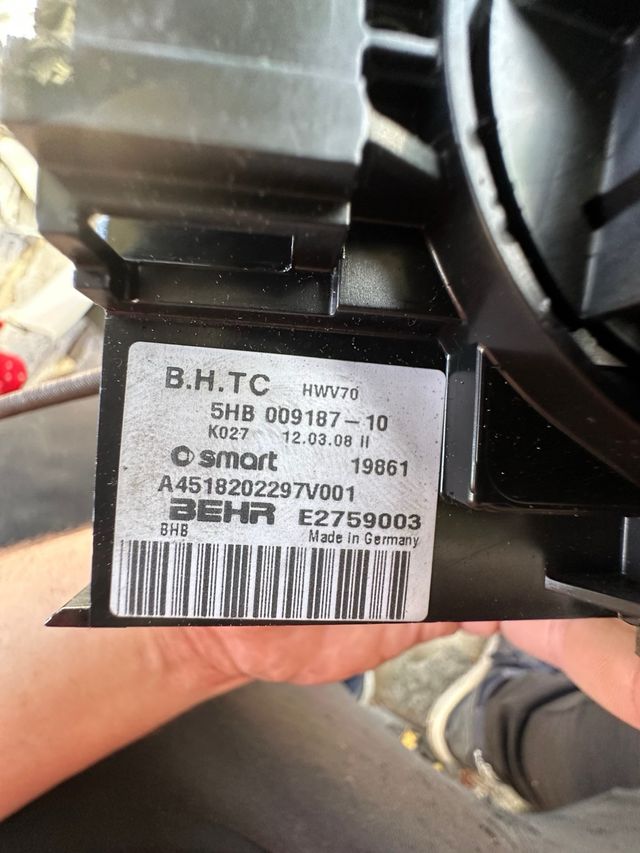 B.H.TC HWV70
5HB 009187-10
K027 12.03.08 II
smart 19861
A4518202297V001
BEHR E2759003
BHB Made in Germany